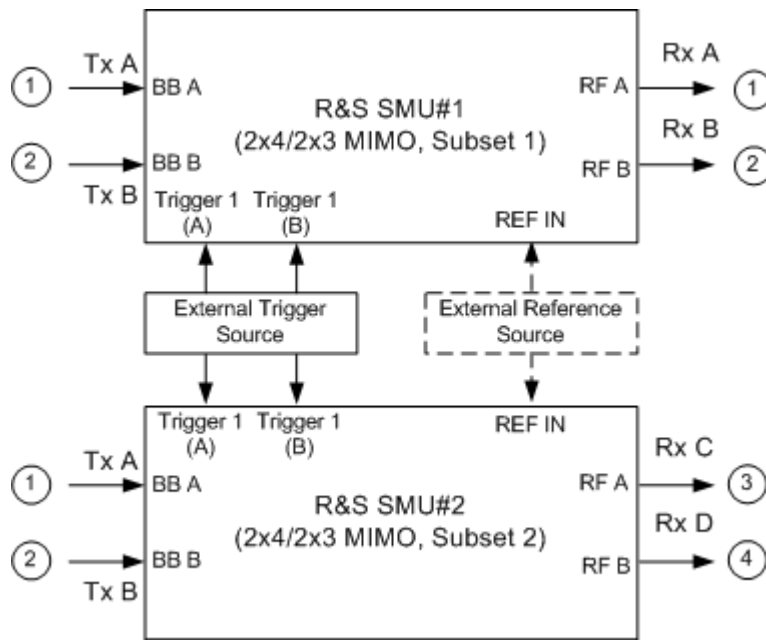 Tx A
Rx A
1
BB A
RF A
1
R&S SMU#1
(2x4/2x3 MIMO, Subset 1)
Rx B
2
BB B
RF B
2
Tx B
Trigger 1
(A)
Trigger 1
(B)
REF IN
External Trigger
Source
External Reference
Source
Trigger 1
(A)
Trigger 1
(B)
REF IN
Tx A
Rx C
1
BB A
RF A
3
R&S SMU#2
(2x4/2x3 MIMO, Subset 2)
Rx D
2
BB B
RF B
4
Tx B